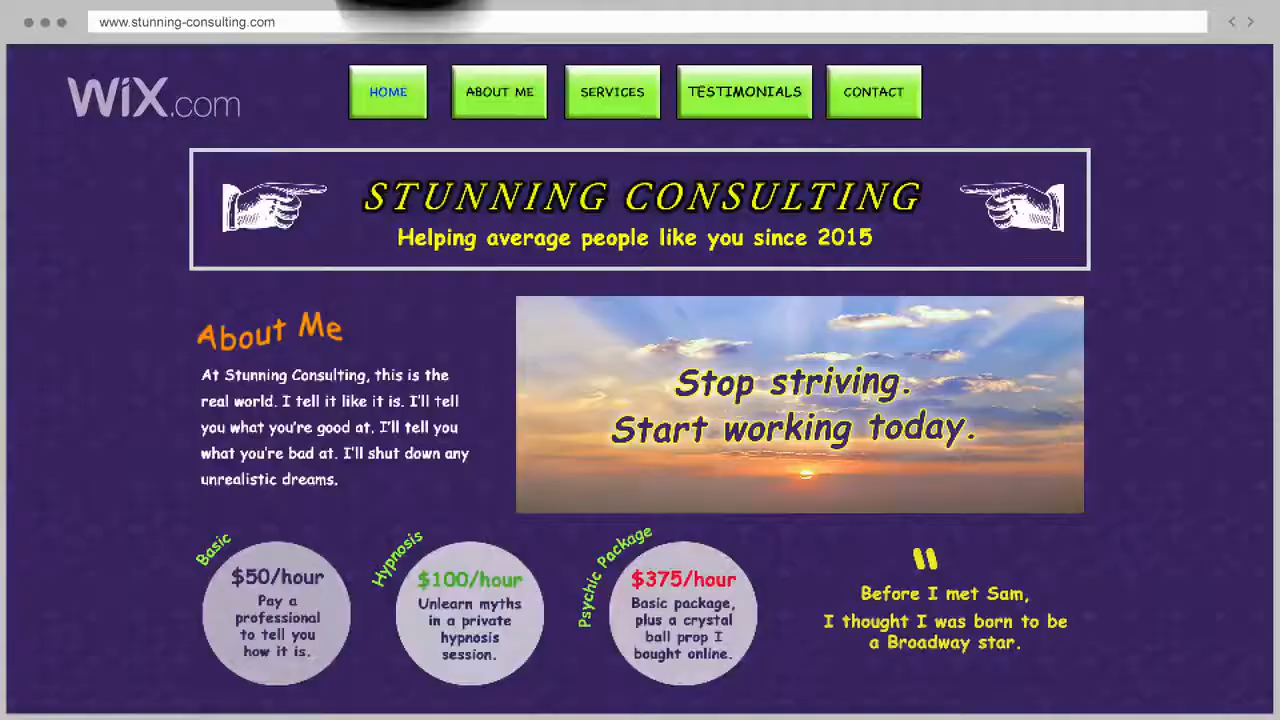 www.stunning-consulting.com
WiX.com
HOME
ABOUT ME
SERVICES
TESTIMONIALS
CONTACT
STUNNING CONSULTING
Helping average people like you since 2015
About Me
At Stunning Consulting, this is the
real world. I tell it like it is. I'll tell
you what you're good at. I'll tell you
what you're bad at. I'll shut down any
unrealistic dreams.
Stop striving.
Start working today.
Basic
$50/hour
Pay a
professional
to tell you
how it is.
Hypnosis
$100/hour
Unlearn myths
in a private
hypnosis
session.
Psychic Package
$375/hour
Basic package,
plus a crystal
ball prop I
bought online.
"
Before I met Sam,
I thought I was born to be
a Broadway star.